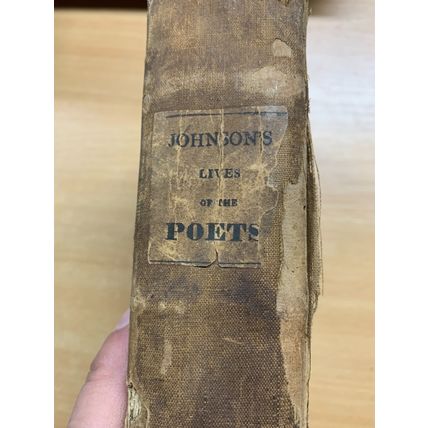 JOHNSON'S
LIVES
OF THE
POETS